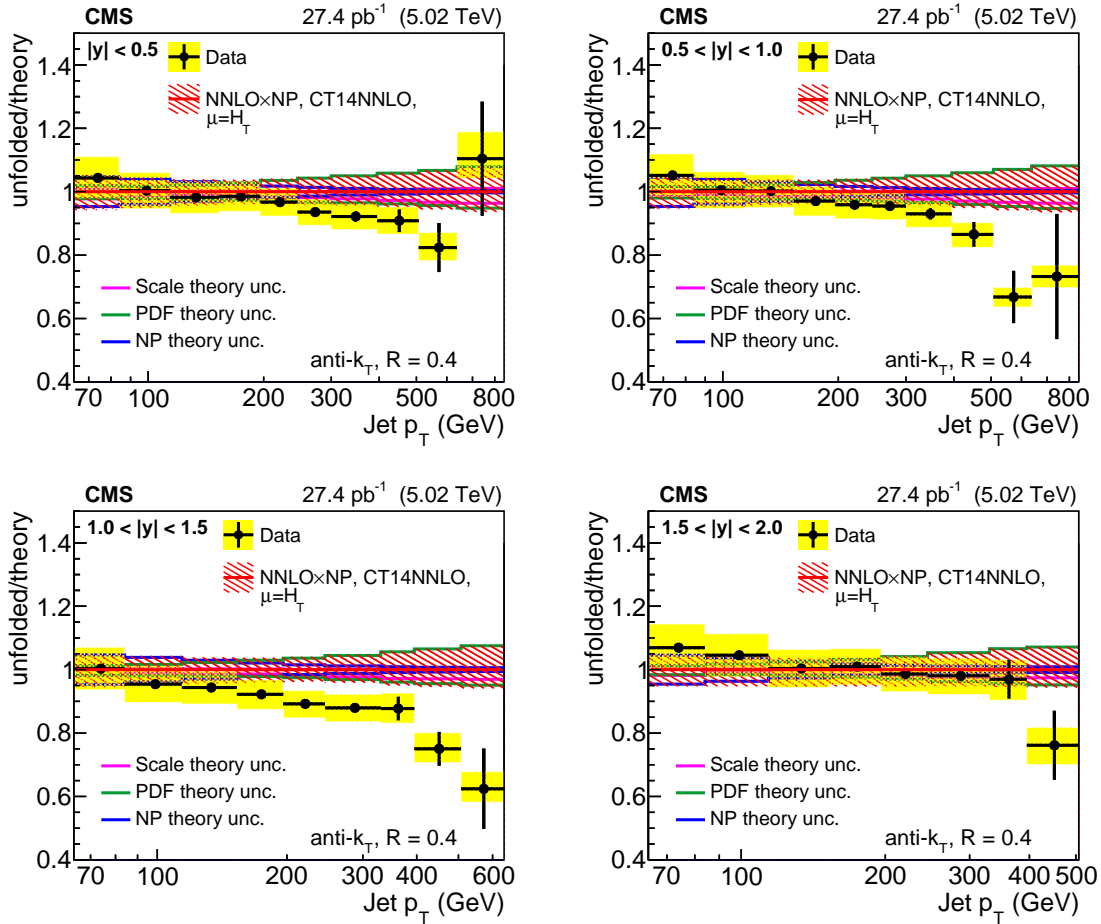 CMS 27.4 pb⁻¹ (5.02 TeV)
|y| < 0.5
Data
NNLO×NP, CT14NNLO,
μ=H_T
unfolded/theory
1.4
1.2
1
0.8
0.6
0.4
Scale theory unc.
PDF theory unc.
NP theory unc.
anti-k_T, R = 0.4
70 100 200 300 400 500 800
Jet p_T (GeV)
CMS 27.4 pb⁻¹ (5.02 TeV)
0.5 < |y| < 1.0
Data
NNLO×NP, CT14NNLO,
μ=H_T
unfolded/theory
1.4
1.2
1
0.8
0.6
0.4
Scale theory unc.
PDF theory unc.
NP theory unc.
anti-k_T, R = 0.4
70 100 200 300 400 500 800
Jet p_T (GeV)
CMS 27.4 pb⁻¹ (5.02 TeV)
1.0 < |y| < 1.5
Data
NNLO×NP, CT14NNLO,
μ=H_T
unfolded/theory
1.4
1.2
1
0.8
0.6
0.4
Scale theory unc.
PDF theory unc.
NP theory unc.
anti-k_T, R = 0.4
70 100 200 300 400 500 600
Jet p_T (GeV)
CMS 27.4 pb⁻¹ (5.02 TeV)
1.5 < |y| < 2.0
Data
NNLO×NP, CT14NNLO,
μ=H_T
unfolded/theory
1.4
1.2
1
0.8
0.6
0.4
Scale theory unc.
PDF theory unc.
NP theory unc.
anti-k_T, R = 0.4
70 100 200 300 400 500
Jet p_T (GeV)